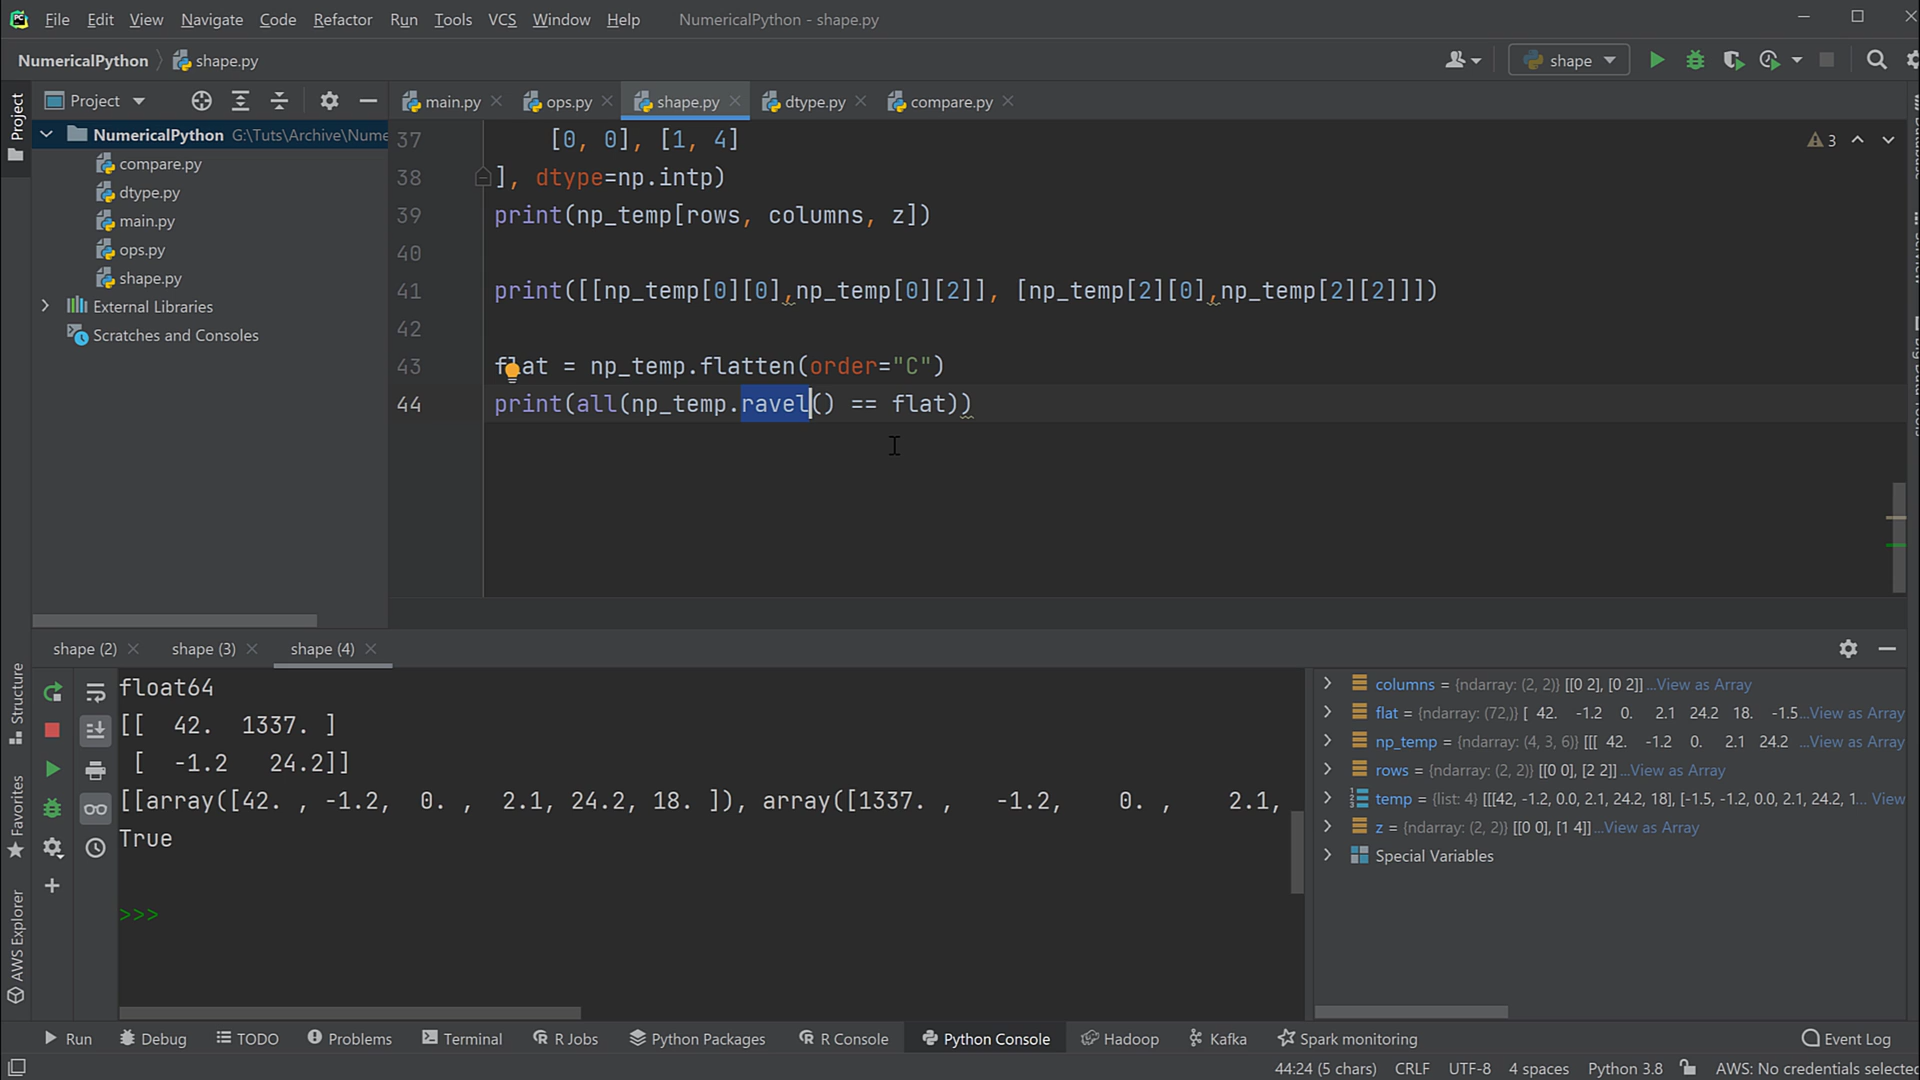 File Edit View Navigate Code Refactor Run Tools VCS Window Help NumericalPython - shape.py
NumericalPython shape.py shape
Project main.py ops.py shape.py dtype.py compare.py
Project
NumericalPython G:\Tuts\Archive\Nume
compare.py
dtype.py
main.py
ops.py
shape.py
External Libraries
Scratches and Consoles
3
37 [0, 0], [1, 4]
38 ], dtype=np.intp)
39 print(np_temp[rows, columns, z])
40
41 print([[np_temp[0][0],np_temp[0][2]], [np_temp[2][0],np_temp[2][2]]])
42
43 flat = np_temp.flatten(order="C")
44 print(all(np_temp.ravel() == flat))
shape (2) shape (3) shape (4)
Structure
Favorites
AWS Explorer
float64
[[ 42. 1337. ]
[ -1.2 24.2]]
[[array([42. , -1.2, 0. , 2.1, 24.2, 18. ]), array([1337. , -1.2, 0. , 2.1,
True
>>>
columns = {ndarray: (2, 2)} [[0 2], [0 2]] ...View as Array
flat = {ndarray: (72,)} [ 42. -1.2 0. 2.1 24.2 18. -1.5...View as Array
np_temp = {ndarray: (4, 3, 6)} [[[ 42. -1.2 0. 2.1 24.2 ...View as Array
rows = {ndarray: (2, 2)} [[0 0], [2 2]] ...View as Array
temp = {list: 4} [[[42, -1.2, 0.0, 2.1, 24.2, 18], [-1.5, -1.2, 0.0, 2.1, 24.2, 1... View
z = {ndarray: (2, 2)} [[0 0], [1 4]] ...View as Array
Special Variables
Run Debug TODO Problems Terminal R Jobs Python Packages R Console Python Console Hadoop Kafka Spark monitoring Event Log
44:24 (5 chars) CRLF UTF-8 4 spaces Python 3.8 AWS: No credentials selected